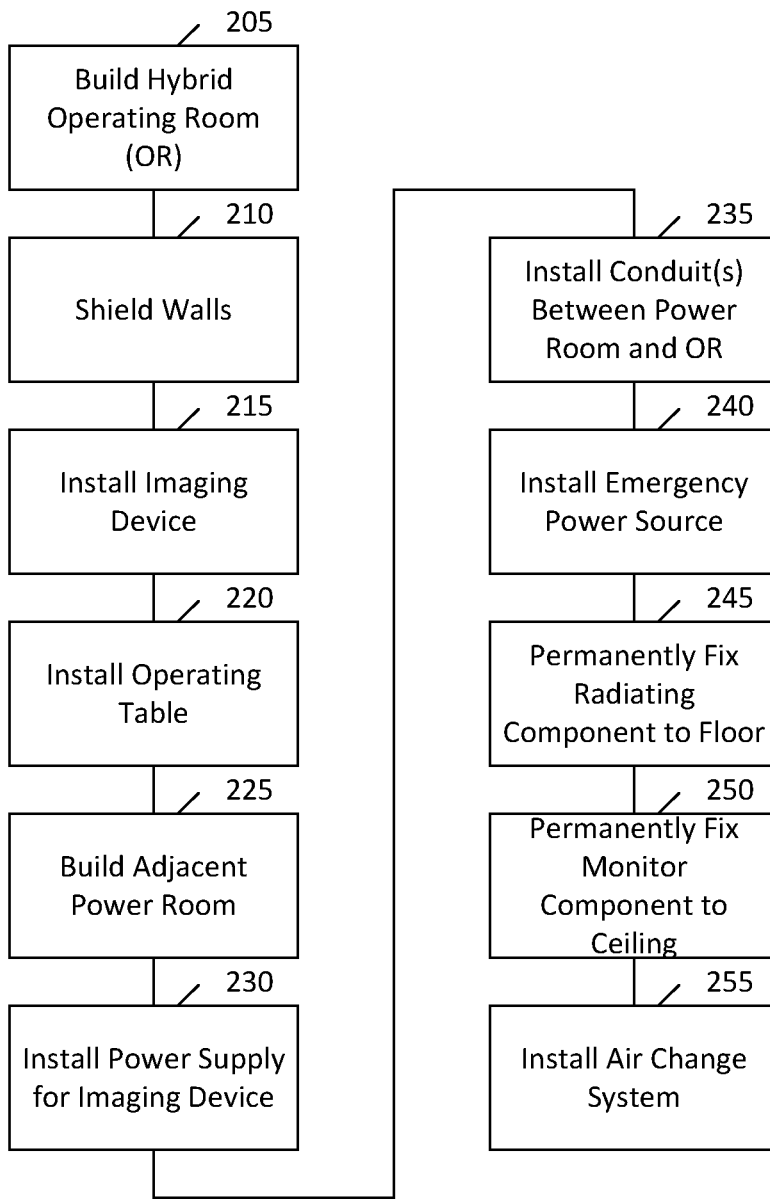 205
Build Hybrid
Operating Room
(OR)
210
Shield Walls
215
Install Imaging
Device
220
Install Operating
Table
225
Build Adjacent
Power Room
230
Install Power Supply
for Imaging Device
235
Install Conduit(s)
Between Power
Room and OR
240
Install Emergency
Power Source
245
Permanently Fix
Radiating
Component to Floor
250
Permanently Fix
Monitor
Component to
Ceiling
255
Install Air Change
System